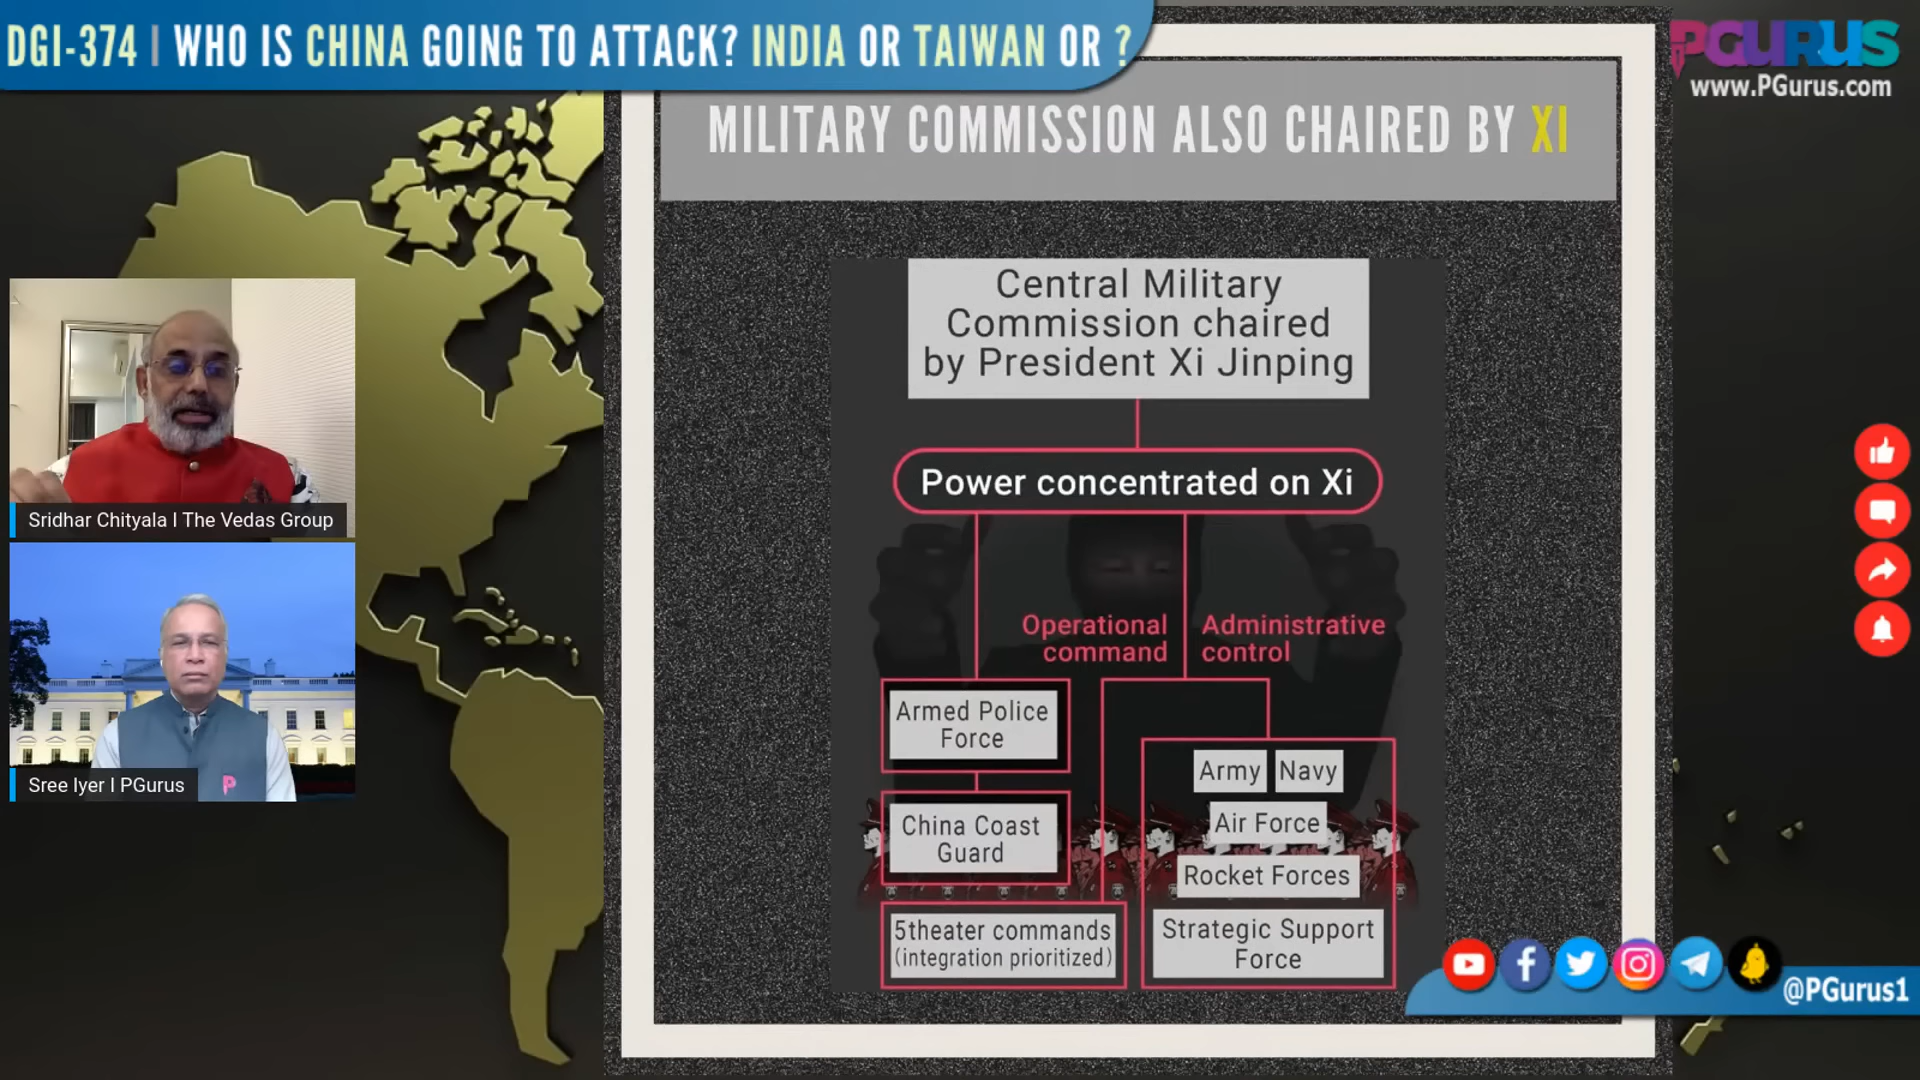 DGI-374 | WHO IS CHINA GOING TO ATTACK? INDIA OR TAIWAN OR ?
PGURUS
www.PGurus.com
MILITARY COMMISSION ALSO CHAIRED BY XI
Central Military
Commission chaired
by President Xi Jinping
Power concentrated on Xi
Operational
command
Administrative
control
Armed Police
Force
China Coast
Guard
5theater commands
(integration prioritized)
Army Navy
Air Force
Rocket Forces
Strategic Support
Force
Sridhar Chityala I The Vedas Group
Sree Iyer I PGurus
P
@PGurus1